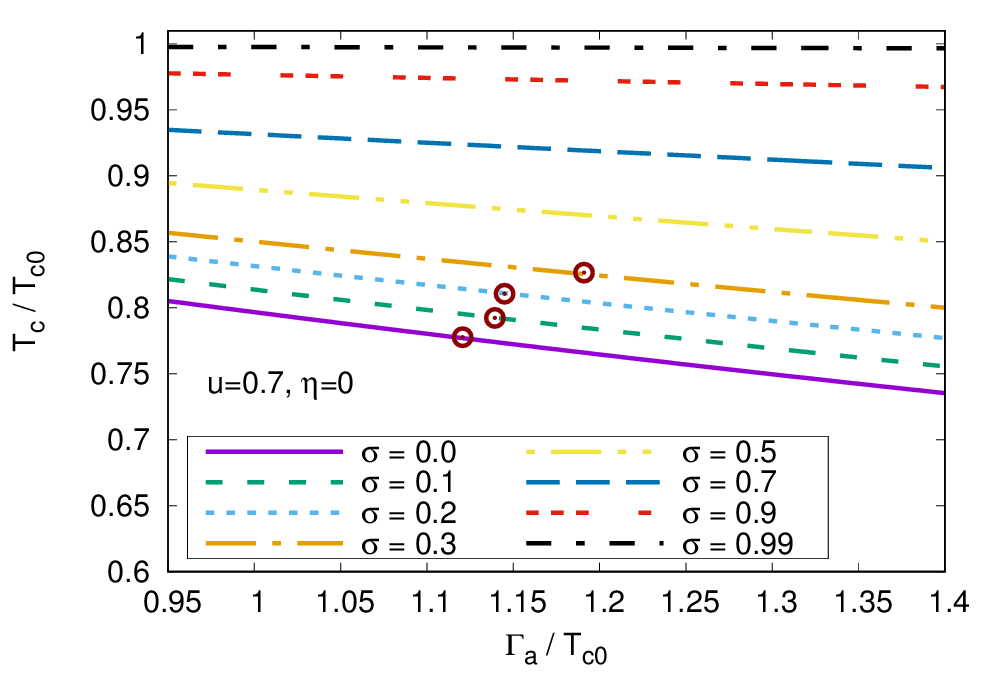 1
0.95
0.9
0.85
0.8
0.75
0.7
0.65
0.6
T_c / T_c0
u=0.7, η=0
σ = 0.0
σ = 0.1
σ = 0.2
σ = 0.3
σ = 0.5
σ = 0.7
σ = 0.9
σ = 0.99
0.95 1 1.05 1.1 1.15 1.2 1.25 1.3 1.35 1.4
Γ_a / T_c0